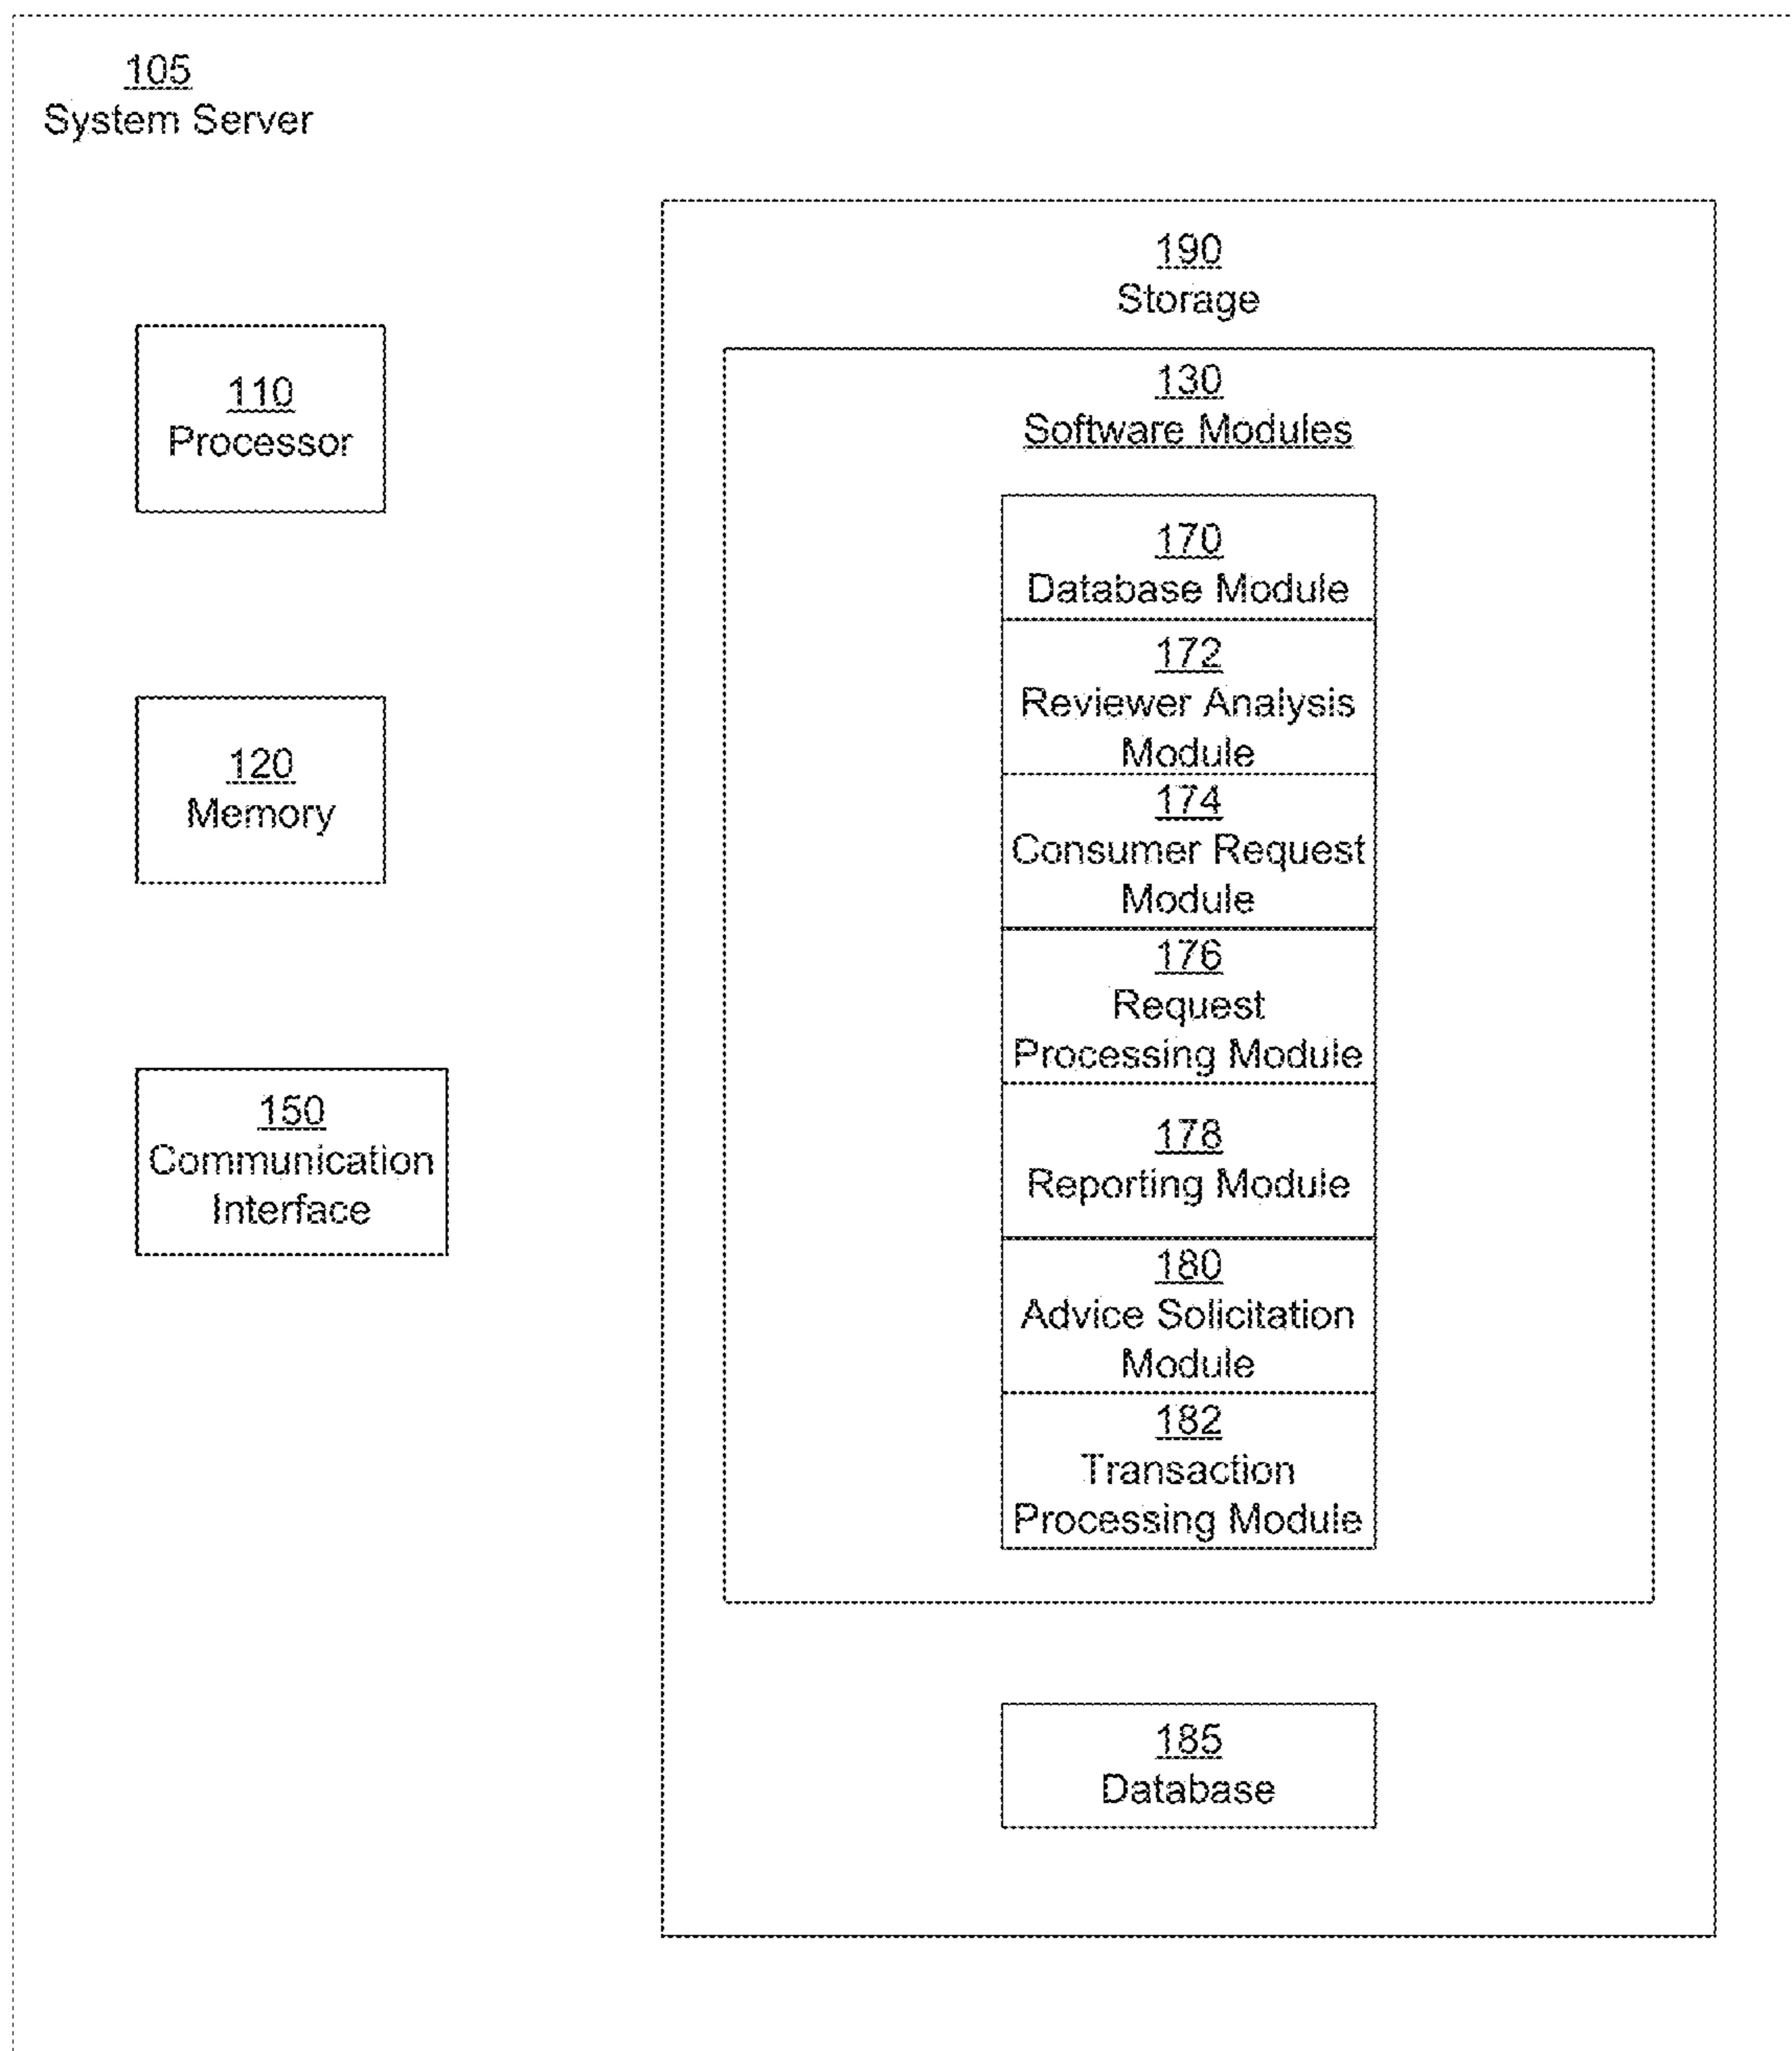 105
System Server
110
Processor
120
Memory
150
Communication
Interface
190
Storage
130
Software Modules
170
Database Module
172
Reviewer Analysis
Module
174
Consumer Request
Module
176
Request
Processing Module
178
Reporting Module
180
Advice Solicitation
Module
182
Transaction
Processing Module
185
Database